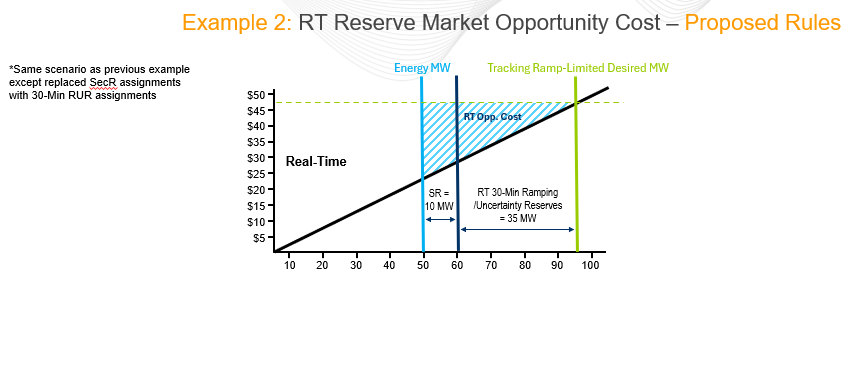 Example 2: RT Reserve Market Opportunity Cost – Proposed Rules
*Same scenario as previous example
except replaced SecR assignments
with 30-Min RUR assignments
Energy MW
Tracking Ramp-Limited Desired MW
$50
$45
$40
$35
$30
$25
$20
$15
$10
$5
RT Opp. Cost
Real-Time
SR =
10 MW
RT 30-Min Ramping
/Uncertainty Reserves
= 35 MW
10 20 30 40 50 60 70 80 90 100